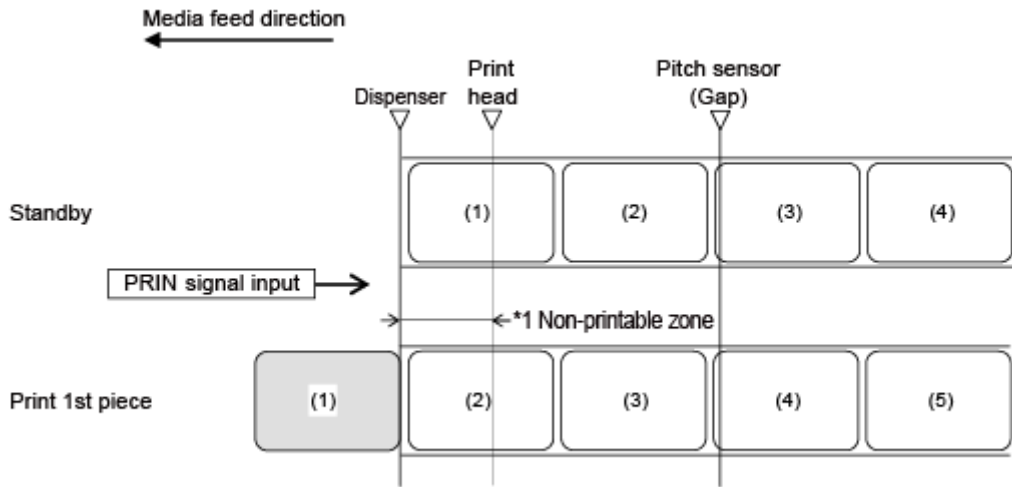 Media feed direction
Dispenser
Print
head
Pitch sensor
(Gap)
Standby
(1)
(2)
(3)
(4)
PRIN signal input
*1 Non-printable zone
Print 1st piece
(1)
(2)
(3)
(4)
(5)